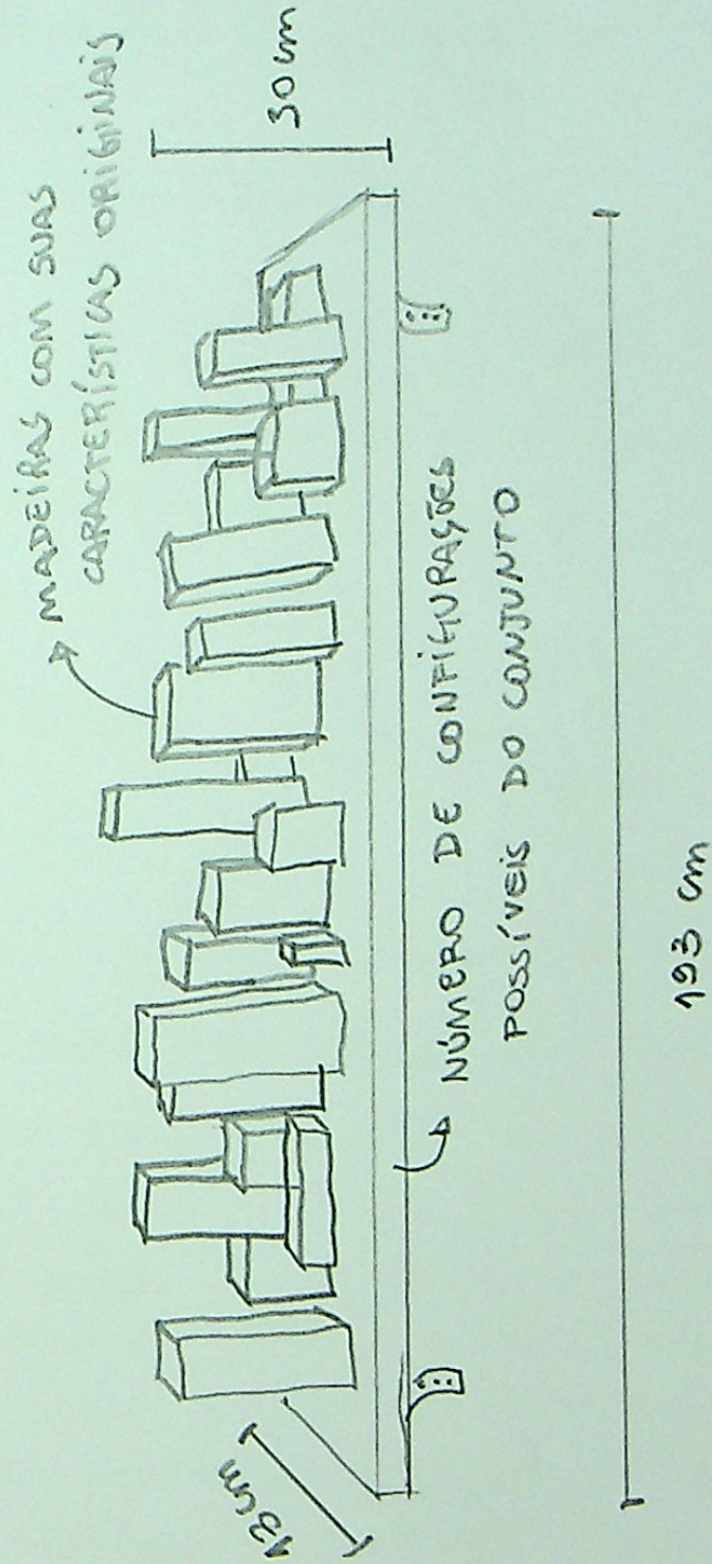 MADEIRAS COM SUAS
CARACTERÍSTICAS ORIGINAIS
30 cm
NÚMERO DE CONFIGURAÇÕES
POSSÍVEIS DO CONJUNTO
13 cm
193 cm